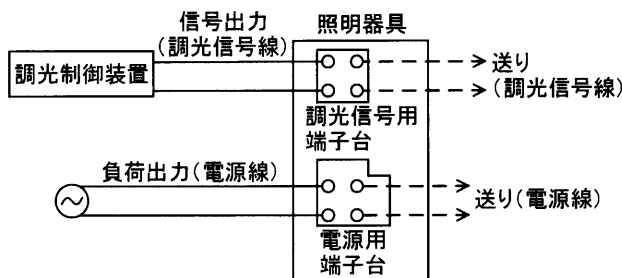 信号出力
(調光信号線)
照明器具
調光制御装置
送り
(調光信号線)
調光信号用
端子台
負荷出力(電源線)
送り(電源線)
電源用
端子台